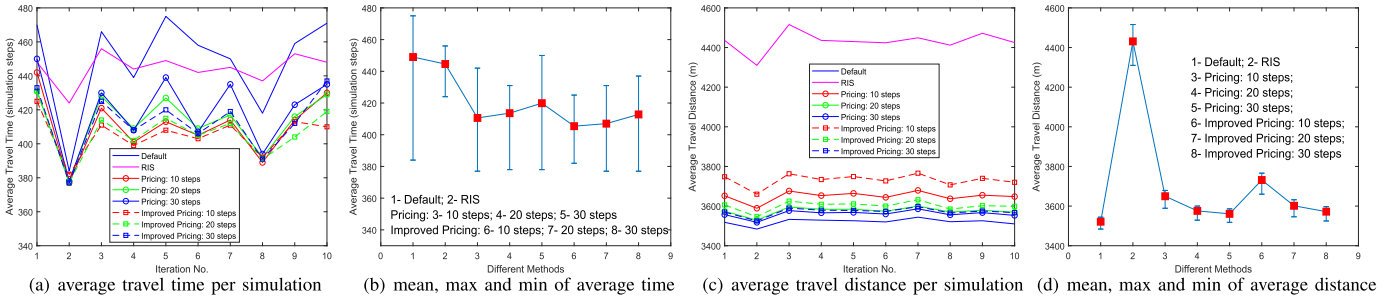 Average Travel Time (simulation steps)
480
460
440
420
400
380
360
340
Default
RIS
Pricing: 10 steps
Pricing: 20 steps
Pricing: 30 steps
Improved Pricing: 10 steps
Improved Pricing: 20 steps
Improved Pricing: 30 steps
1 2 3 4 5 6 7 8 9 10
Iteration No.
(a) average travel time per simulation
Average Travel Time (simulation steps)
480
460
440
420
400
380
360
340
1- Default; 2- RIS
Pricing: 3- 10 steps; 4- 20 steps; 5- 30 steps
Improved Pricing: 6- 10 steps; 7- 20 steps; 8- 30 steps
0 1 2 3 4 5 6 7 8 9
Different Methods
(b) mean, max and min of average time
Average Travel Distance (m)
4600
4400
4200
4000
3800
3600
3400
Default
RIS
Pricing: 10 steps
Pricing: 20 steps
Pricing: 30 steps
Improved Pricing: 10 steps
Improved Pricing: 20 steps
Improved Pricing: 30 steps
1 2 3 4 5 6 7 8 9 10
Iteration No.
(c) average travel distance per simulation
Average Travel Distance (m)
4600
4400
4200
4000
3800
3600
3400
1- Default; 2- RIS
3- Pricing: 10 steps;
4- Pricing: 20 steps;
5- Pricing: 30 steps;
6- Improved Pricing: 10 steps;
7- Improved Pricing: 20 steps;
8- Improved Pricing: 30 steps
0 1 2 3 4 5 6 7 8 9
Different Methods
(d) mean, max and min of average distance